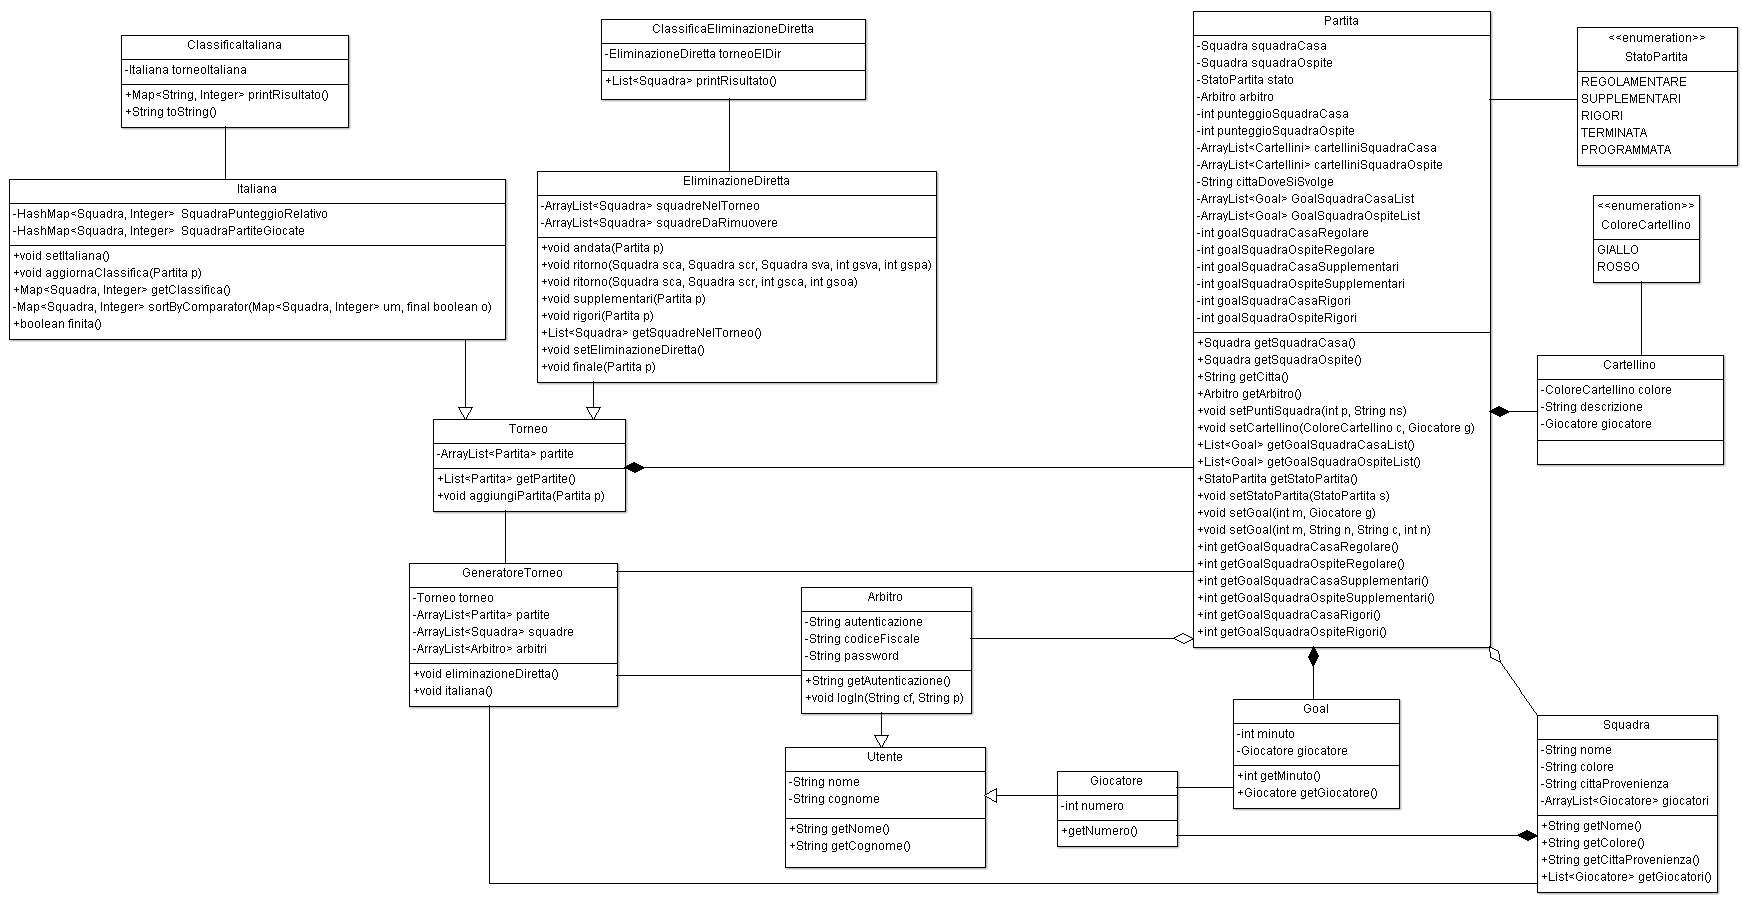 ClassificaItaliana
-Italiana torneoItaliana
+Map<String, Integer> printRisultato()
+String toString()
ClassificaEliminazioneDiretta
-EliminazioneDiretta torneoElDir
+List<Squadra> printRisultato()
Italiana
-HashMap<Squadra, Integer> SquadraPunteggioRelativo
-HashMap<Squadra, Integer> SquadraPartiteGiocate
+void setItaliana()
+void aggiornaClassifica(Partita p)
+Map<Squadra, Integer> getClassifica()
-Map<Squadra, Integer> sortByComparator(Map<Squadra, Integer> um, final boolean o)
+boolean finita()
EliminazioneDiretta
-ArrayList<Squadra> squadreNelTorneo
-ArrayList<Squadra> squadreDaRimuovere
+void andata(Partita p)
+void ritorno(Squadra sca, Squadra scr, Squadra sva, int gsva, int gspa)
+void ritorno(Squadra sca, Squadra scr, int gsca, int gsoa)
+void supplementari(Partita p)
+void rigori(Partita p)
+List<Squadra> getSquadreNelTorneo()
+void setEliminazioneDiretta()
+void finale(Partita p)
Torneo
-ArrayList<Partita> partite
+List<Partita> getPartite()
+void aggiungiPartita(Partita p)
GeneratoreTorneo
-Torneo torneo
-ArrayList<Partita> partite
-ArrayList<Squadra> squadre
-ArrayList<Arbitro> arbitri
+void eliminazioneDiretta()
+void italiana()
Arbitro
-String autenticazione
-String codiceFiscale
-String password
+String getAutenticazione()
+void logIn(String cf, String p)
Utente
-String nome
-String cognome
+String getNome()
+String getCognome()
Giocatore
-int numero
+getNumero()
Goal
-int minuto
-Giocatore giocatore
+int getMinuto()
+Giocatore getGiocatore()
Partita
-Squadra squadraCasa
-Squadra squadraOspite
-StatoPartita stato
-Arbitro arbitro
-int punteggioSquadraCasa
-int punteggioSquadraOspite
-ArrayList<Cartellini> cartelliniSquadraCasa
-ArrayList<Cartellini> cartelliniSquadraOspite
-String cittaDoveSiSvolge
-ArrayList<Goal> GoalSquadraCasaList
-ArrayList<Goal> GoalSquadraOspiteList
-int goalSquadraCasaRegolare
-int goalSquadraOspiteRegolare
-int goalSquadraCasaSupplementari
-int goalSquadraOspiteSupplementari
-int goalSquadraCasaRigori
-int goalSquadraOspiteRigori
+Squadra getSquadraCasa()
+Squadra getSquadraOspite()
+String getCitta()
+Arbitro getArbitro()
+void setPuntiSquadra(int p, String ns)
+void setCartellino(ColoreCartellino c, Giocatore g)
+List<Goal> getGoalSquadraCasaList()
+List<Goal> getGoalSquadraOspiteList()
+StatoPartita getStatoPartita()
+void setStatoPartita(StatoPartita s)
+void setGoal(int m, Giocatore g)
+void setGoal(int m, String n, String c, int n)
+int getGoalSquadraCasaRegolare()
+int getGoalSquadraOspiteRegolare()
+int getGoalSquadraCasaSupplementari()
+int getGoalSquadraOspiteSupplementari()
+int getGoalSquadraCasaRigori()
+int getGoalSquadraOspiteRigori()
<<enumeration>>
StatoPartita
REGOLAMENTARE
SUPPLEMENTARI
RIGORI
TERMINATA
PROGRAMMATA
<<enumeration>>
ColoreCartellino
GIALLO
ROSSO
Cartellino
-ColoreCartellino colore
-String descrizione
-Giocatore giocatore
Squadra
-String nome
-String colore
-String cittaProvenienza
-ArrayList<Giocatore> giocatori
+String getNome()
+String getColore()
+String getCittaProvenienza()
+List<Giocatore> getGiocatori()